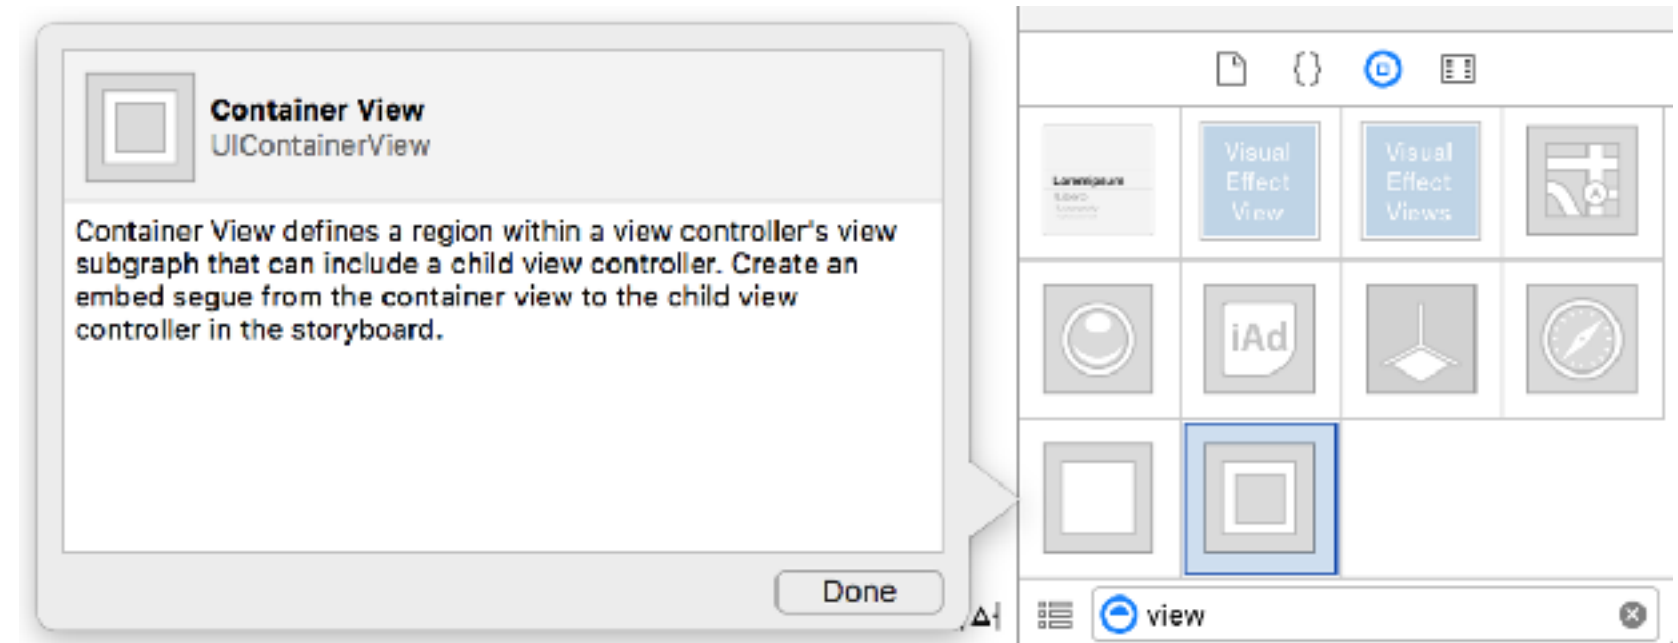 Container View
UIContainerView
Container View defines a region within a view controller's view
subgraph that can include a child view controller. Create an
embed segue from the container view to the child view
controller in the storyboard.
Done
{}
Visual
Effect
View
Visual
Effect
Views
A
iAd
view